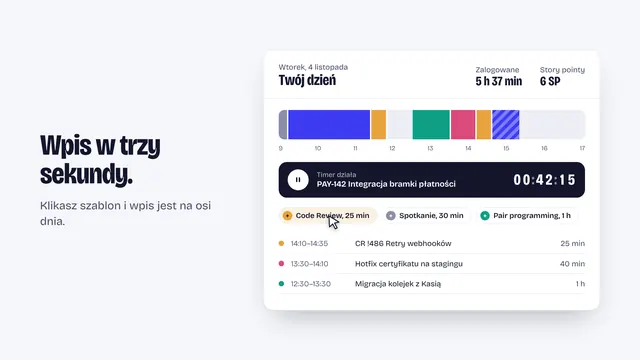 Wpis w trzy
sekundy.
Klikasz szablon i wpis jest na osi
dnia.
Wtorek, 4 listopada
Twój dzień
Zalogowane
5 h 37 min
Story pointy
6 SP
9 10 11 12 13 14 15 16 17
Timer działa
PAY-142 Integracja bramki płatności
00:42:15
Code Review, 25 min
Spotkanie, 30 min
Pair programming, 1 h
14:10–14:35 CR !486 Retry webhooków 25 min
13:30–14:10 Hotfix certyfikatu na stagingu 40 min
12:30–13:30 Migracja kolejek z Kasią 1 h